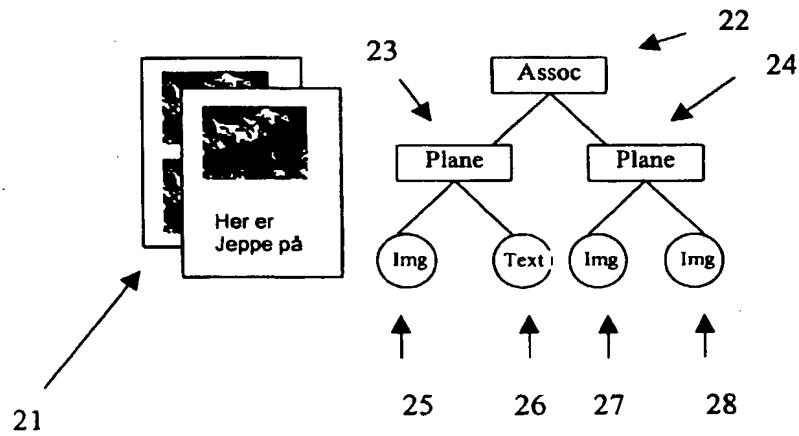 22
23
24
Assoc
Plane
Plane
Her er
Jeppe på
Img
Text
Img
Img
25
26
27
28
21